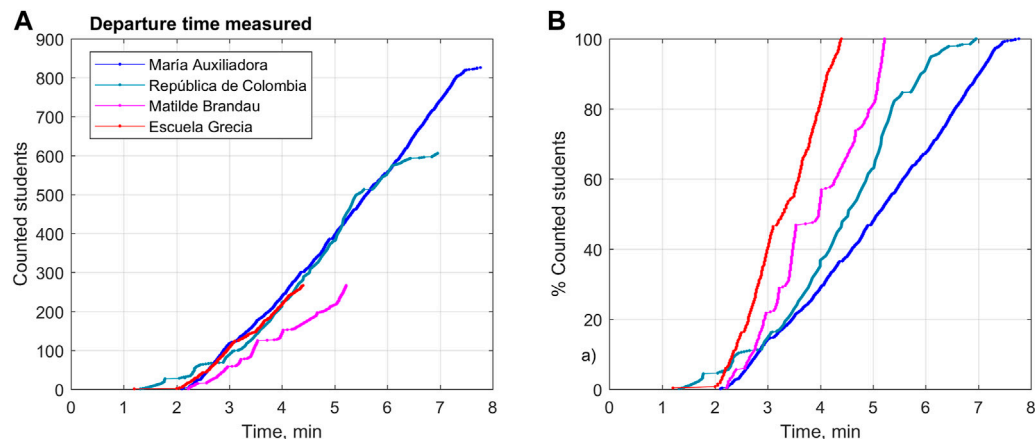 A
Departure time measured
900
800
700
600
500
400
300
200
100
0
Counted students
María Auxiliadora
República de Colombia
Matilde Brandau
Escuela Grecia
0 1 2 3 4 5 6 7 8
Time, min
B
100
80
60
40
20
0
% Counted students
a)
0 1 2 3 4 5 6 7 8
Time, min